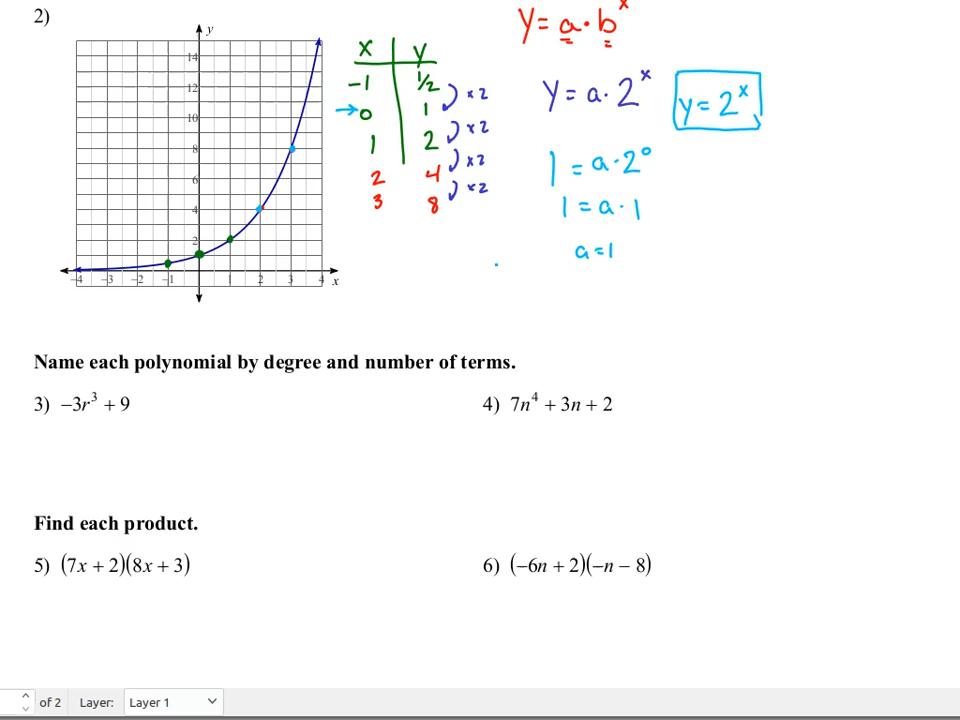 2)
y
14
12
10
8
6
4
2
-4 -3 -2 -1 1 2 3 4 x
x y
-1 1/2
→0 1
1 2
2 4
3 8
×2
×2
×2
×2
y = a · b^x
y = a · 2^x
y = 2^x
1 = a · 2^0
1 = a · 1
a = 1
Name each polynomial by degree and number of terms.
3) −3r^3 + 9
4) 7n^4 + 3n + 2
Find each product.
5) (7x + 2)(8x + 3)
6) (−6n + 2)(−n − 8)
of 2 Layer: Layer 1